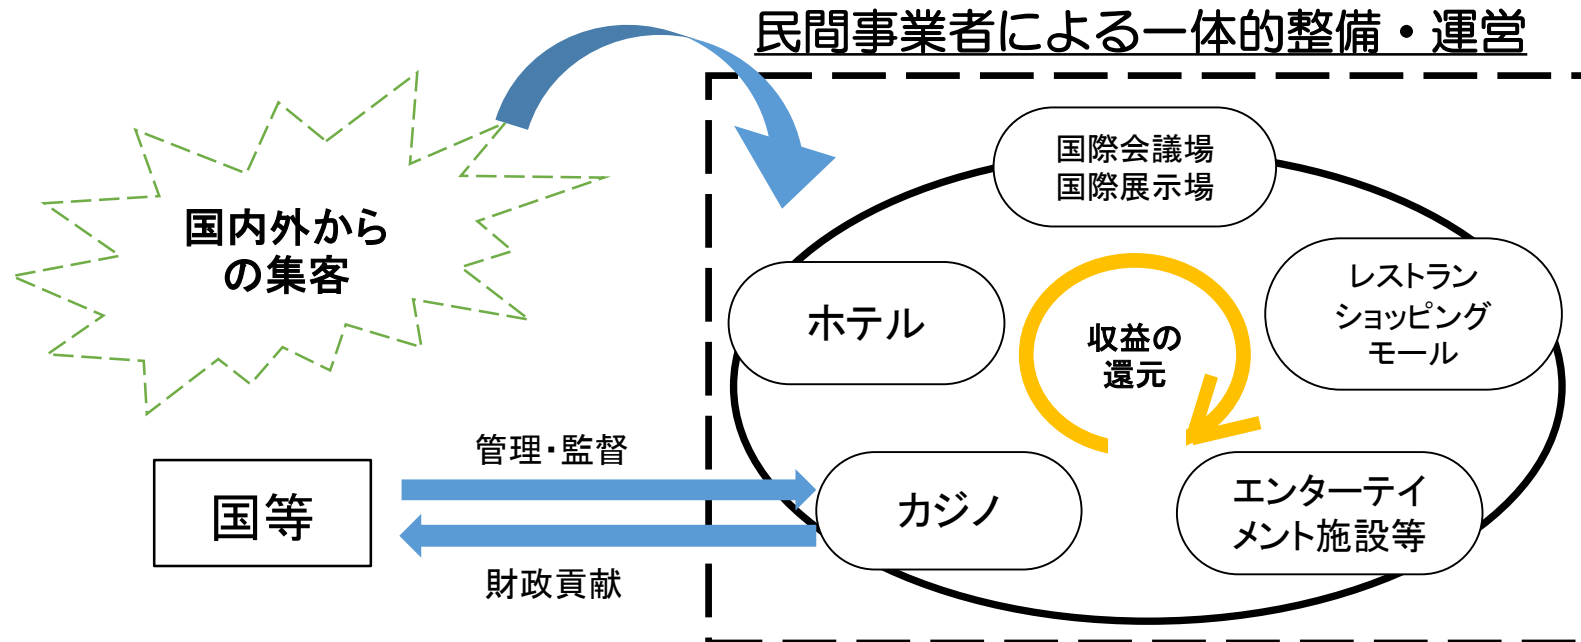 民間事業者による一体的整備・運営
国内外から
の集客
国際会議場
国際展示場
ホテル
レストラン
ショッピング
モール
収益の
還元
カジノ
エンターテイ
メント施設等
管理・監督
国等
財政貢献